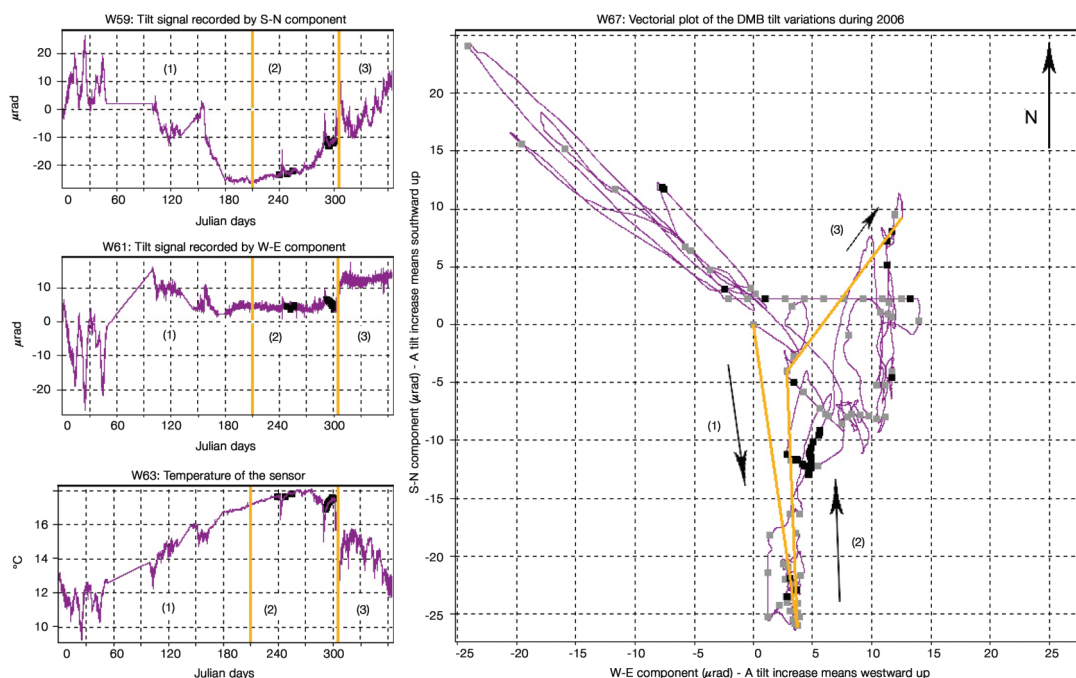 W59: Tilt signal recorded by S-N component
20
10
0
-10
-20
μrad
(1)
(2)
(3)
0 60 120 180 240 300
Julian days
W61: Tilt signal recorded by W-E component
10
0
-10
-20
μrad
(1)
(2)
(3)
0 60 120 180 240 300
Julian days
W63: Temperature of the sensor
16
14
12
10
°C
(1)
(2)
(3)
0 60 120 180 240 300
Julian days
W67: Vectorial plot of the DMB tilt variations during 2006
20
15
10
5
0
-5
-10
-15
-20
-25
S-N component (μrad) - A tilt increase means southward up
N
(3)
(1)
(2)
-25 -20 -15 -10 -5 0 5 10 15 20 25
W-E component (μrad) - A tilt increase means westward up